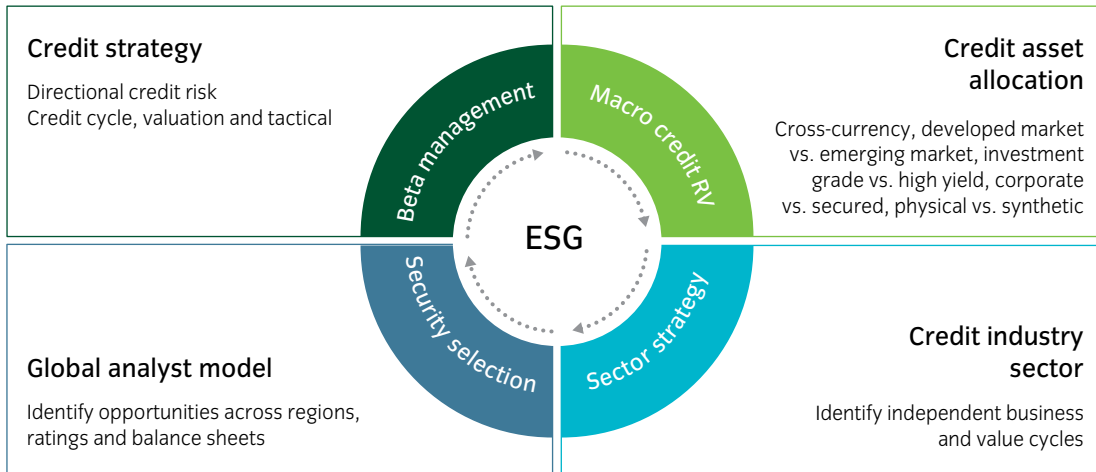 Credit strategy
Directional credit risk
Credit cycle, valuation and tactical
Beta management
Macro credit RV
Credit asset
allocation
Cross-currency, developed market
vs. emerging market, investment
grade vs. high yield, corporate
vs. secured, physical vs. synthetic
ESG
Global analyst model
Identify opportunities across regions,
ratings and balance sheets
Security selection
Sector strategy
Credit industry
sector
Identify independent business
and value cycles